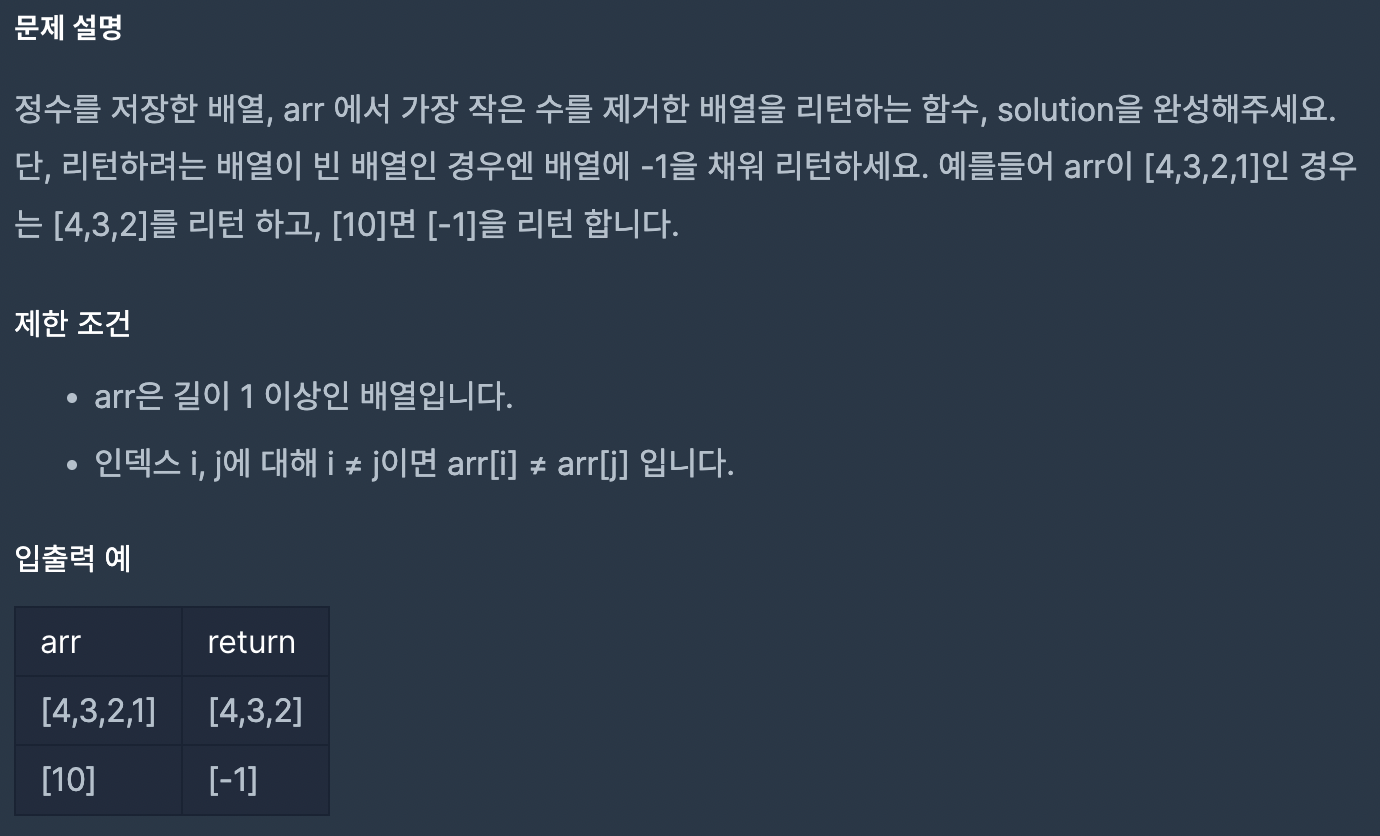 문제 설명
정수를 저장한 배열, arr 에서 가장 작은 수를 제거한 배열을 리턴하는 함수, solution을 완성해주세요.
단, 리턴하려는 배열이 빈 배열인 경우엔 배열에 -1을 채워 리턴하세요. 예를들어 arr이 [4,3,2,1]인 경우
는 [4,3,2]를 리턴 하고, [10]면 [-1]을 리턴 합니다.
제한 조건
• arr은 길이 1 이상인 배열입니다.
• 인덱스 i, j에 대해 i ≠ j이면 arr[i] ≠ arr[j] 입니다.
입출력 예
arr return
[4,3,2,1] [4,3,2]
[10] [-1]